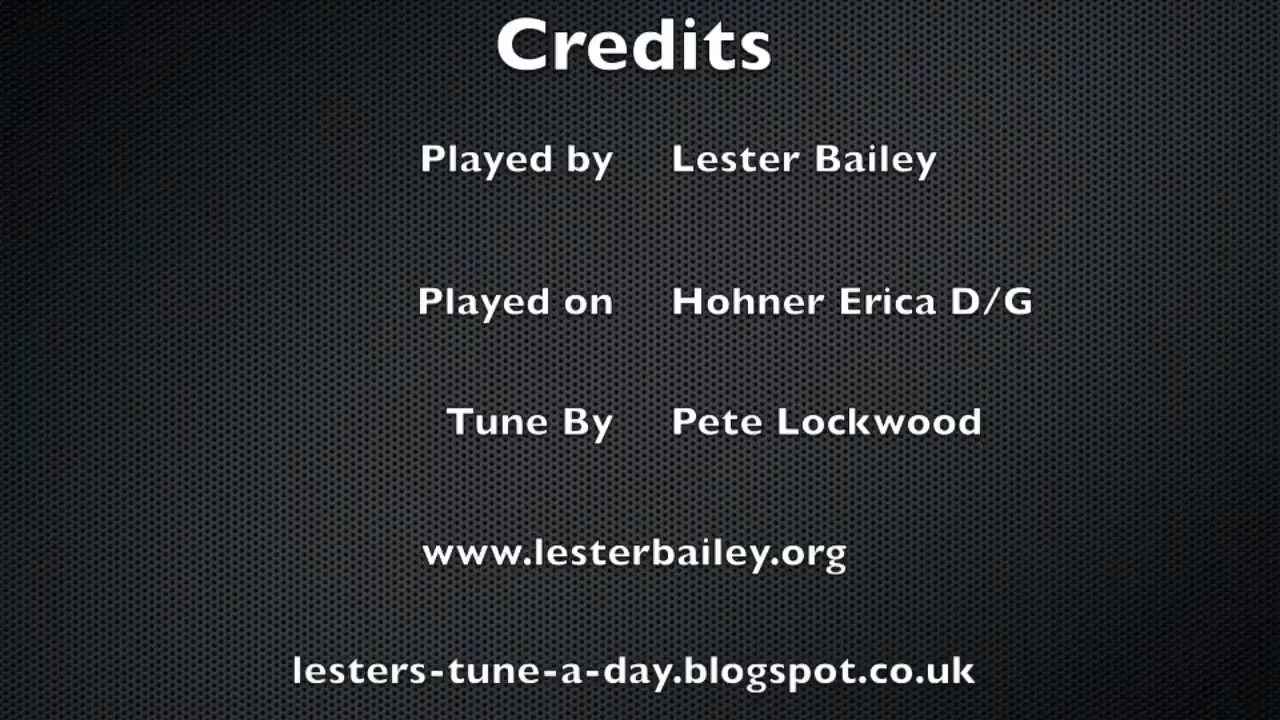 Credits
Played by Lester Bailey
Played on Hohner Erica D/G
Tune By Pete Lockwood
www.lesterbailey.org
lesters-tune-a-day.blogspot.co.uk